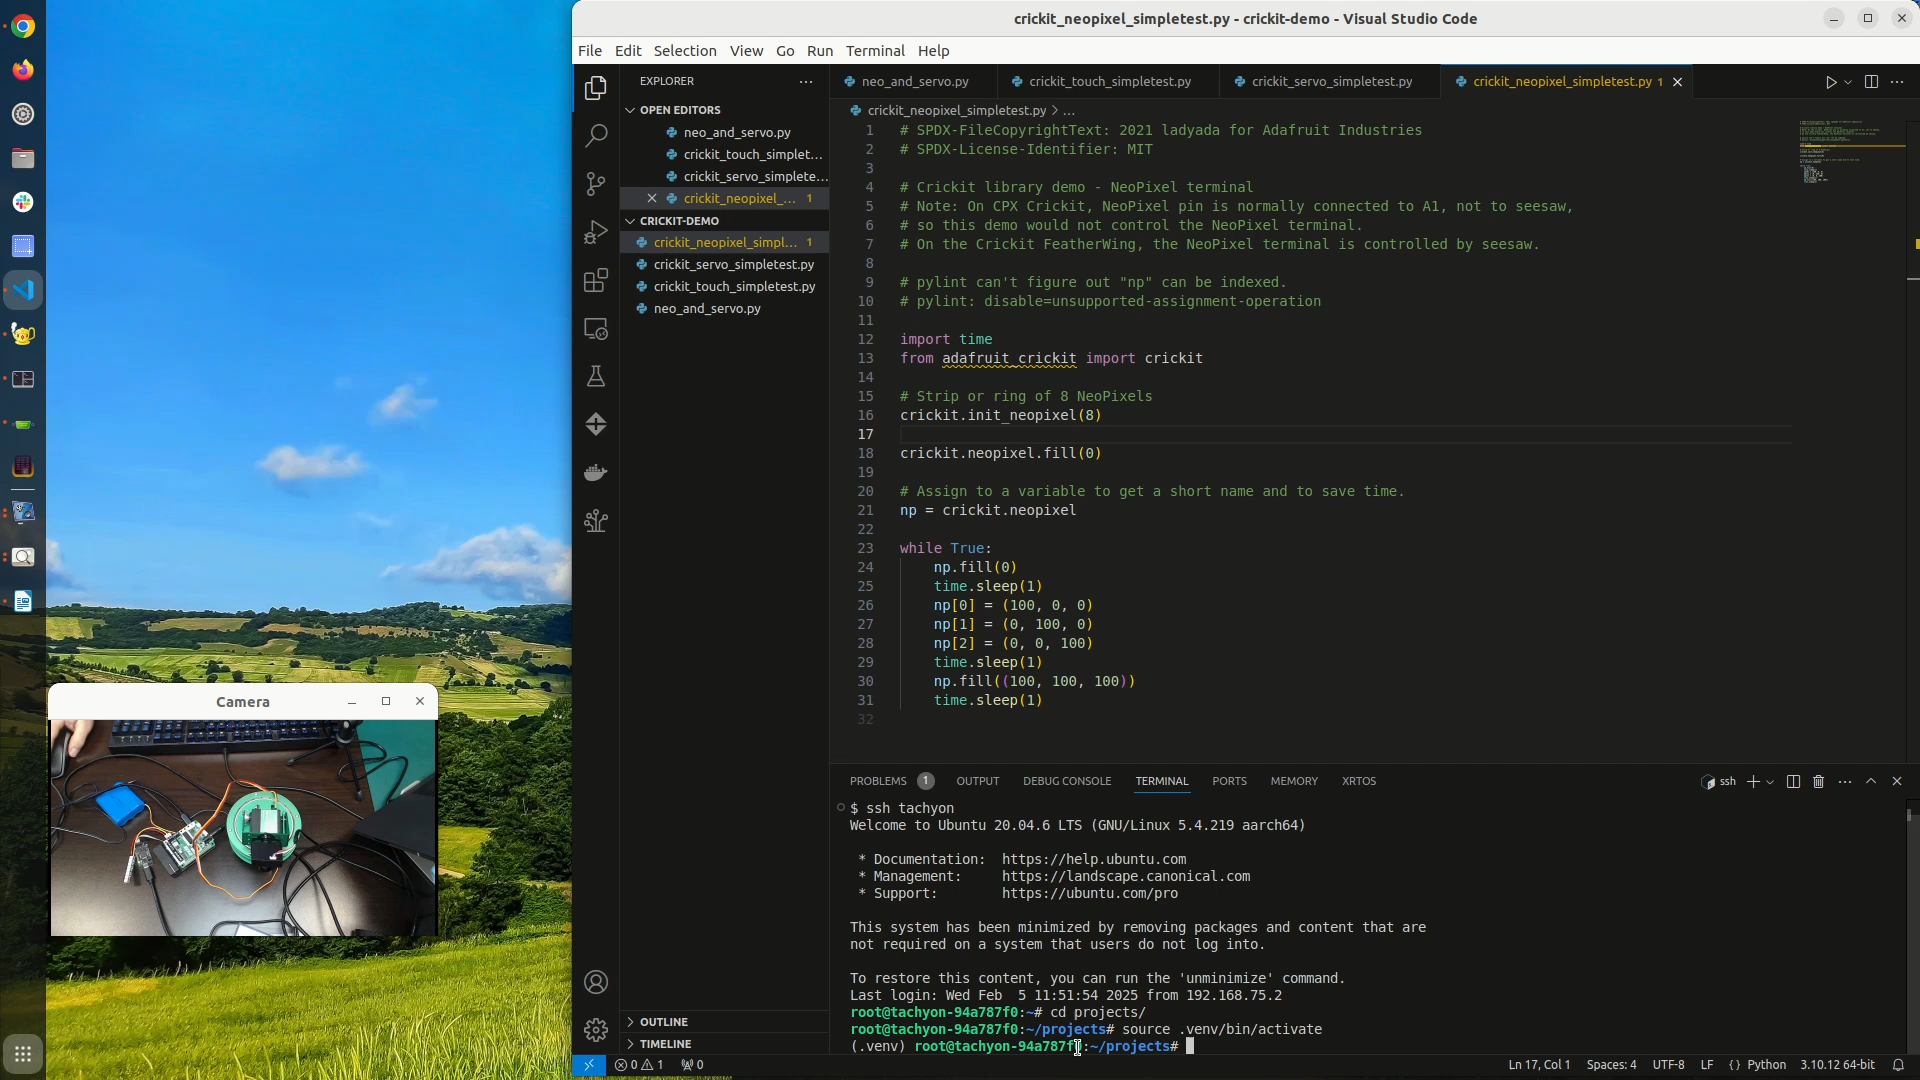 crickit_neopixel_simpletest.py - crickit-demo - Visual Studio Code
File Edit Selection View Go Run Terminal Help
EXPLORER
OPEN EDITORS
neo_and_servo.py
crickit_touch_simplet...
crickit_servo_simplete...
crickit_neopixel_... 1
CRICKIT-DEMO
crickit_neopixel_simpl... 1
crickit_servo_simpletest.py
crickit_touch_simpletest.py
neo_and_servo.py
OUTLINE
TIMELINE
neo_and_servo.py crickit_touch_simpletest.py crickit_servo_simpletest.py crickit_neopixel_simpletest.py 1
crickit_neopixel_simpletest.py > ...
1 # SPDX-FileCopyrightText: 2021 ladyada for Adafruit Industries
2 # SPDX-License-Identifier: MIT
3
4 # Crickit library demo - NeoPixel terminal
5 # Note: On CPX Crickit, NeoPixel pin is normally connected to A1, not to seesaw,
6 # so this demo would not control the NeoPixel terminal.
7 # On the Crickit FeatherWing, the NeoPixel terminal is controlled by seesaw.
8
9 # pylint can't figure out "np" can be indexed.
10 # pylint: disable=unsupported-assignment-operation
11
12 import time
13 from adafruit_crickit import crickit
14
15 # Strip or ring of 8 NeoPixels
16 crickit.init_neopixel(8)
17
18 crickit.neopixel.fill(0)
19
20 # Assign to a variable to get a short name and to save time.
21 np = crickit.neopixel
22
23 while True:
24 np.fill(0)
25 time.sleep(1)
26 np[0] = (100, 0, 0)
27 np[1] = (0, 100, 0)
28 np[2] = (0, 0, 100)
29 time.sleep(1)
30 np.fill((100, 100, 100))
31 time.sleep(1)
32
Camera
PROBLEMS 1 OUTPUT DEBUG CONSOLE TERMINAL PORTS MEMORY XRTOS ssh
$ ssh tachyon
Welcome to Ubuntu 20.04.6 LTS (GNU/Linux 5.4.219 aarch64)
* Documentation: https://help.ubuntu.com
* Management: https://landscape.canonical.com
* Support: https://ubuntu.com/pro
This system has been minimized by removing packages and content that are
not required on a system that users do not log into.
To restore this content, you can run the 'unminimize' command.
Last login: Wed Feb 5 11:51:54 2025 from 192.168.75.2
root@tachyon-94a787f0:~# cd projects/
root@tachyon-94a787f0:~/projects# source .venv/bin/activate
(.venv) root@tachyon-94a787f0:~/projects#
0 1 0 Ln 17, Col 1 Spaces: 4 UTF-8 LF {} Python 3.10.12 64-bit